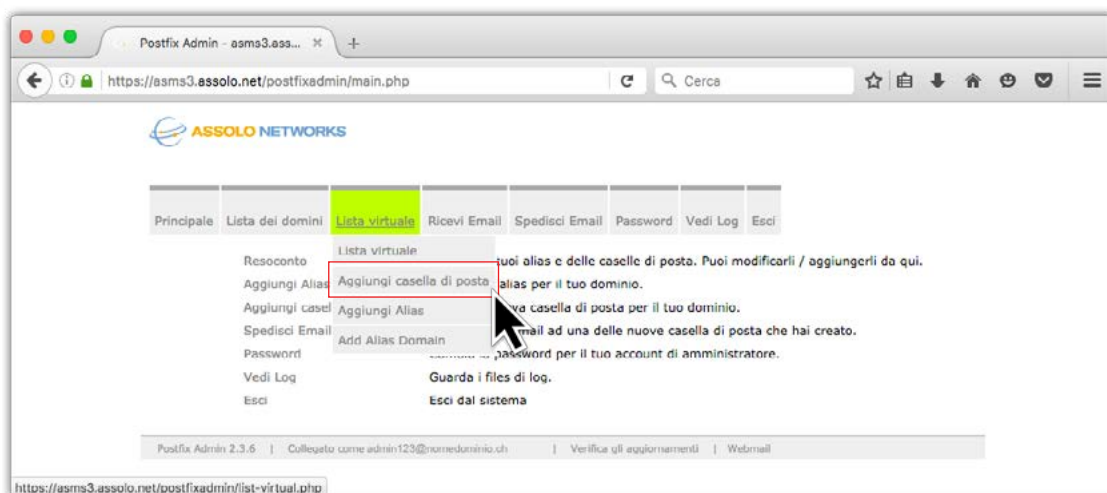 Postfix Admin - asms3.ass...
https://asms3.assolo.net/postfixadmin/main.php
Cerca
ASSOLO NETWORKS
Principale Lista dei domini Lista virtuale Ricevi Email Spedisci Email Password Vedi Log Esci
Lista virtuale
Aggiungi casella di posta
Aggiungi Alias
Add Alias Domain
Resoconto tuoi alias e delle caselle di posta. Puoi modificarli / aggiungerli da qui.
Aggiungi Alias alias per il tuo dominio.
Aggiungi casel va casella di posta per il tuo dominio.
Spedisci Email mail ad una delle nuove casella di posta che hai creato.
Password password per il tuo account di amministratore.
Vedi Log Guarda i files di log.
Esci Esci dal sistema
Postfix Admin 2.3.6 | Collegato come admin123@nomedominio.ch | Verifica gli aggiornamenti | Webmail
https://asms3.assolo.net/postfixadmin/list-virtual.php